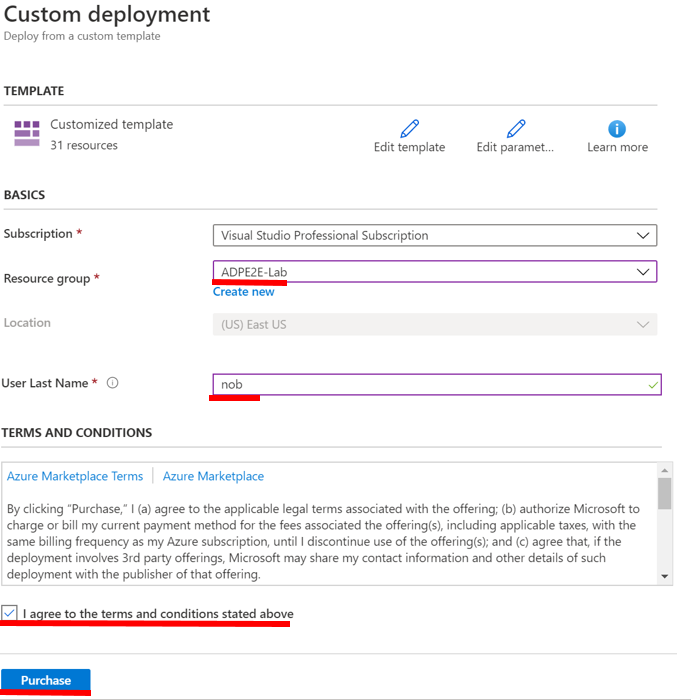 Custom deployment
Deploy from a custom template
TEMPLATE
Customized template
31 resources
Edit template
Edit paramet...
Learn more
BASICS
Subscription *
Visual Studio Professional Subscription
Resource group *
ADPE2E-Lab
Create new
Location
(US) East US
User Last Name *
nob
TERMS AND CONDITIONS
Azure Marketplace Terms
Azure Marketplace
By clicking “Purchase,” I (a) agree to the applicable legal terms associated with the offering; (b) authorize Microsoft to
charge or bill my current payment method for the fees associated the offering(s), including applicable taxes, with the
same billing frequency as my Azure subscription, until I discontinue use of the offering(s); and (c) agree that, if the
deployment involves 3rd party offerings, Microsoft may share my contact information and other details of such
deployment with the publisher of that offering.
I agree to the terms and conditions stated above
Purchase